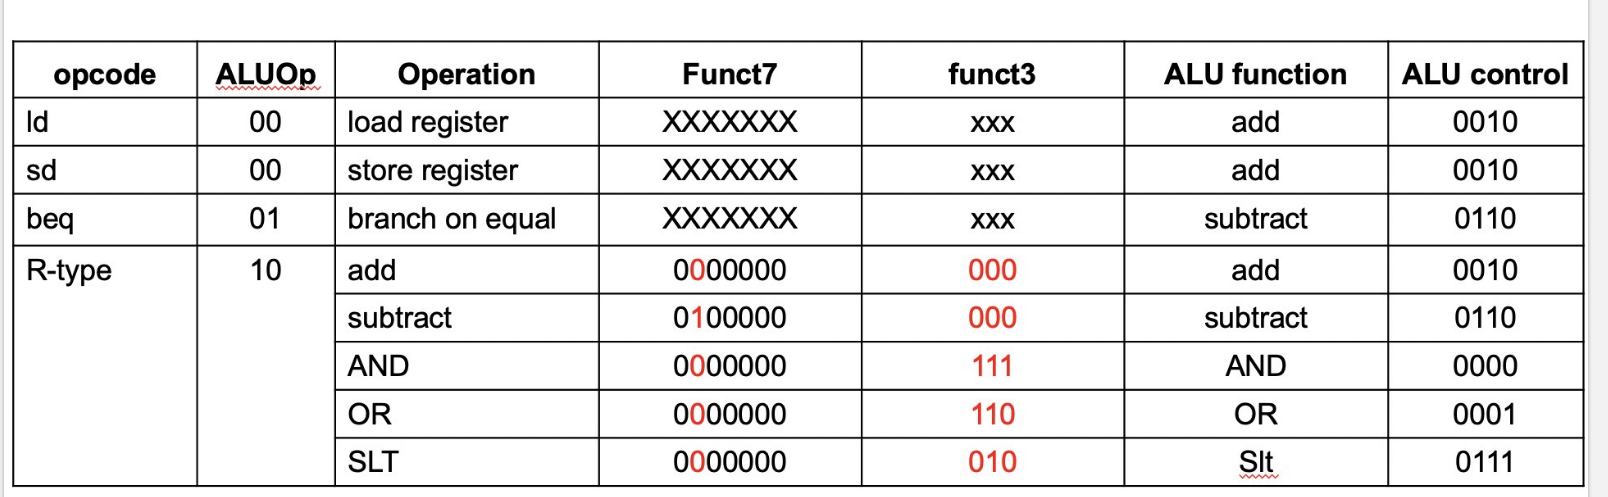 opcode ALUOp Operation Funct7 funct3 ALU function ALU control
ld 00 load register XXXXXXX xxx add 0010
sd 00 store register XXXXXXX xxx add 0010
beq 01 branch on equal XXXXXXX xxx subtract 0110
R-type 10 add 0000000 000 add 0010
subtract 0100000 000 subtract 0110
AND 0000000 111 AND 0000
OR 0000000 110 OR 0001
SLT 0000000 010 Slt 0111